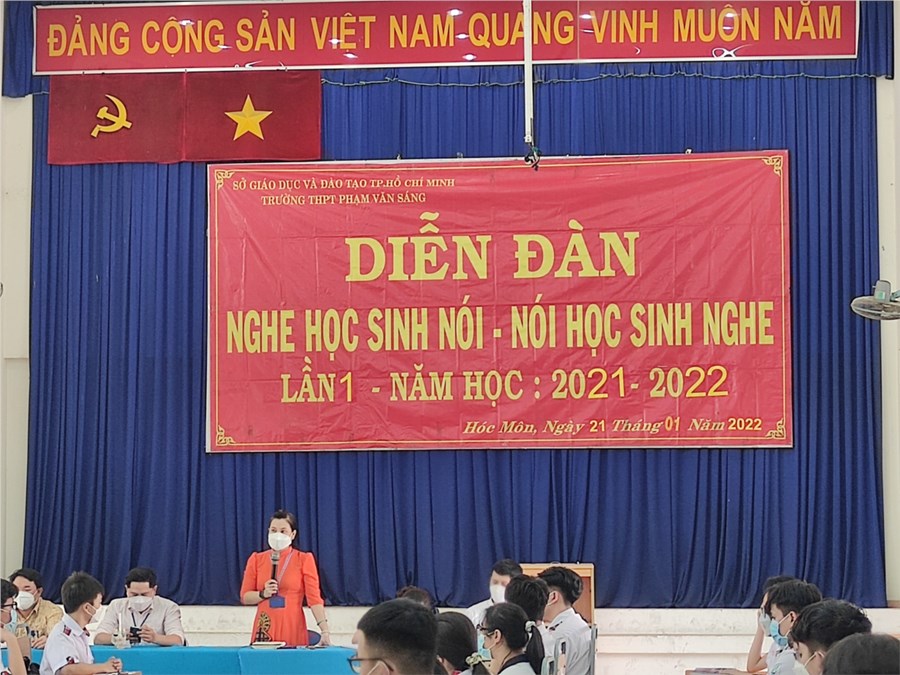 ĐẢNG CỘNG SẢN VIỆT NAM QUANG VINH MUÔN NĂM
SỞ GIÁO DỤC VÀ ĐÀO TẠO TP.HỒ CHÍ MINH
TRƯỜNG THPT PHẠM VĂN SÁNG
DIỄN ĐÀN
NGHE HỌC SINH NÓI - NÓI HỌC SINH NGHE
LẦN 1 - NĂM HỌC : 2021- 2022
Hóc Môn, Ngày 21 Tháng 01 Năm 2022